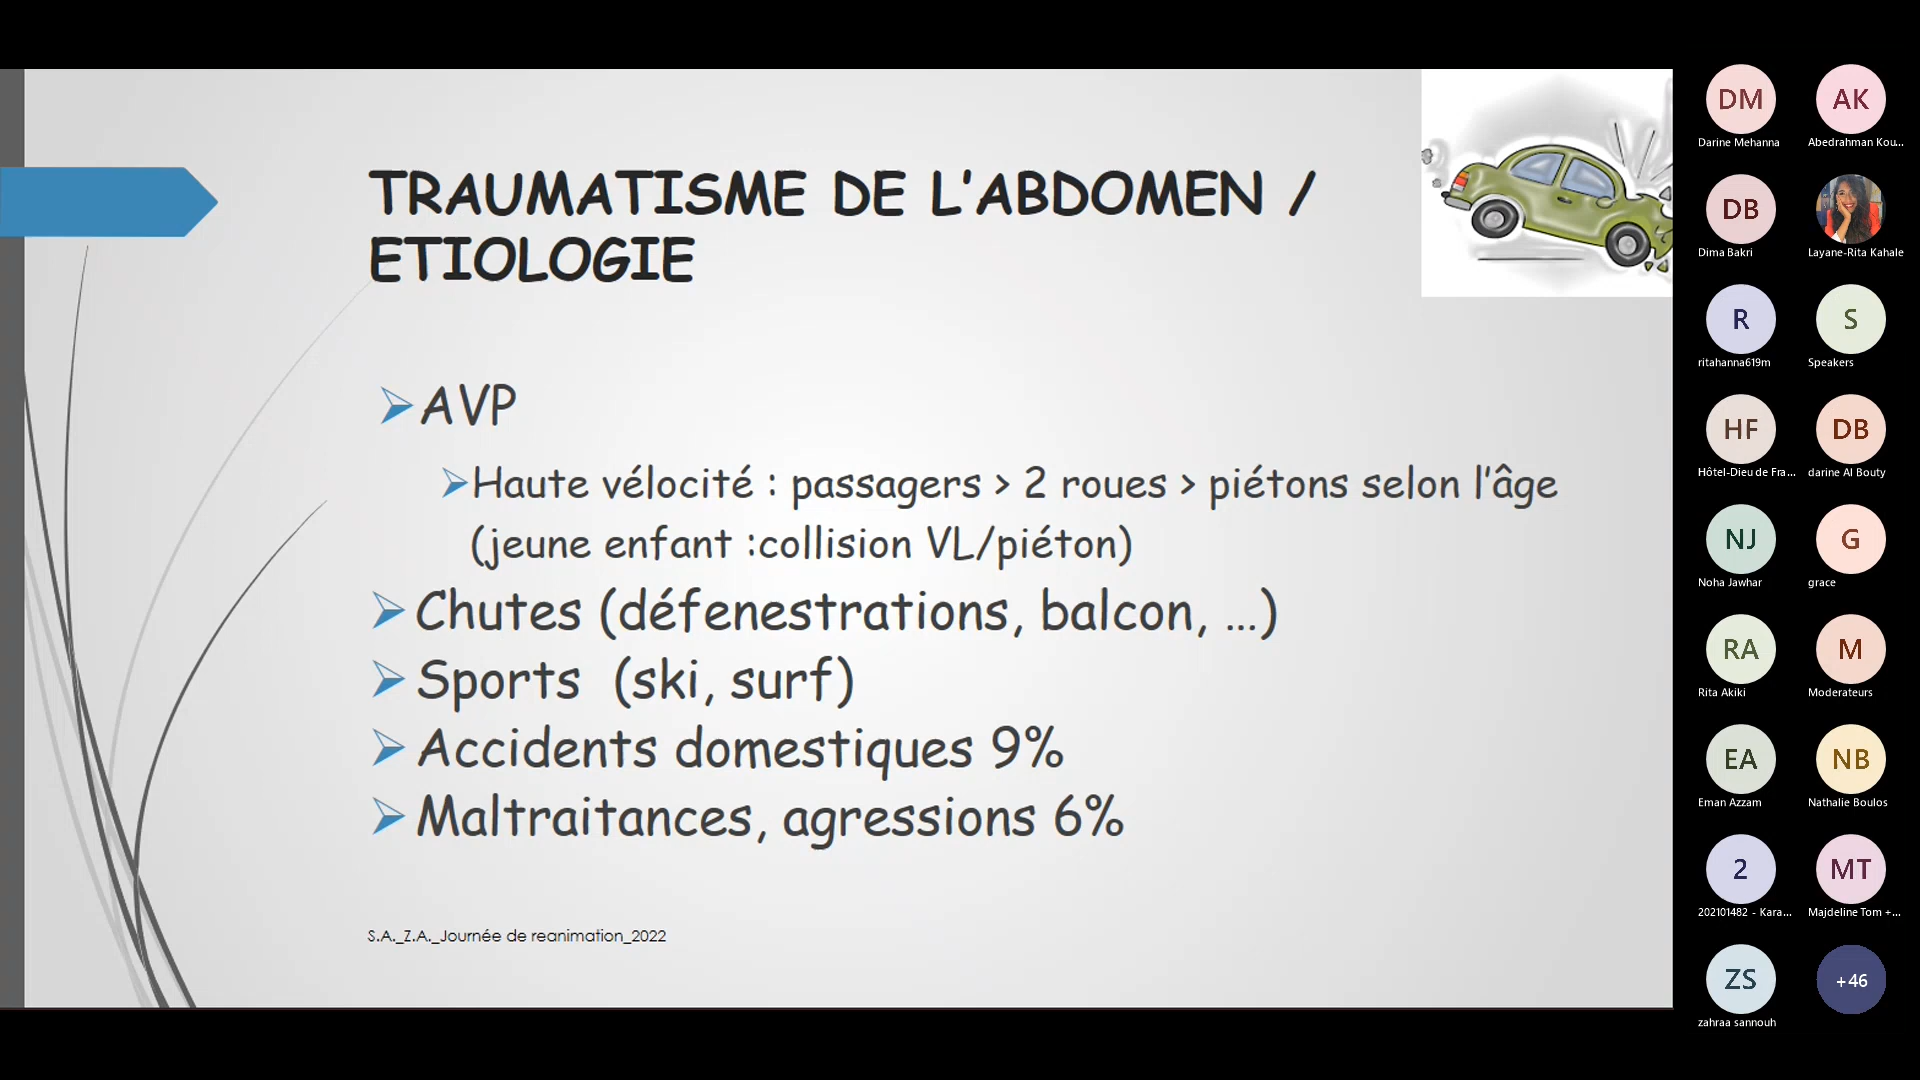 TRAUMATISME DE L'ABDOMEN /
ETIOLOGIE
AVP
Haute vélocité : passagers > 2 roues > piétons selon l'âge
(jeune enfant :collision VL/piéton)
Chutes (défenestrations, balcon, ...)
Sports (ski, surf)
Accidents domestiques 9%
Maltraitances, agressions 6%
S.A._Z.A._Journée de reanimation_2022
DM
Darine Mehanna
AK
Abedrahman Kou...
DB
Dima Bakri
Layane-Rita Kahale
R
ritahanna619m
S
Speakers
HF
Hôtel-Dieu de Fra...
DB
darine Al Bouty
NJ
Noha Jawhar
G
grace
RA
Rita Akiki
M
Moderateurs
EA
Eman Azzam
NB
Nathalie Boulos
2
202101482 - Kara...
MT
Majdeline Tom +...
ZS
zahraa sannouh
+46